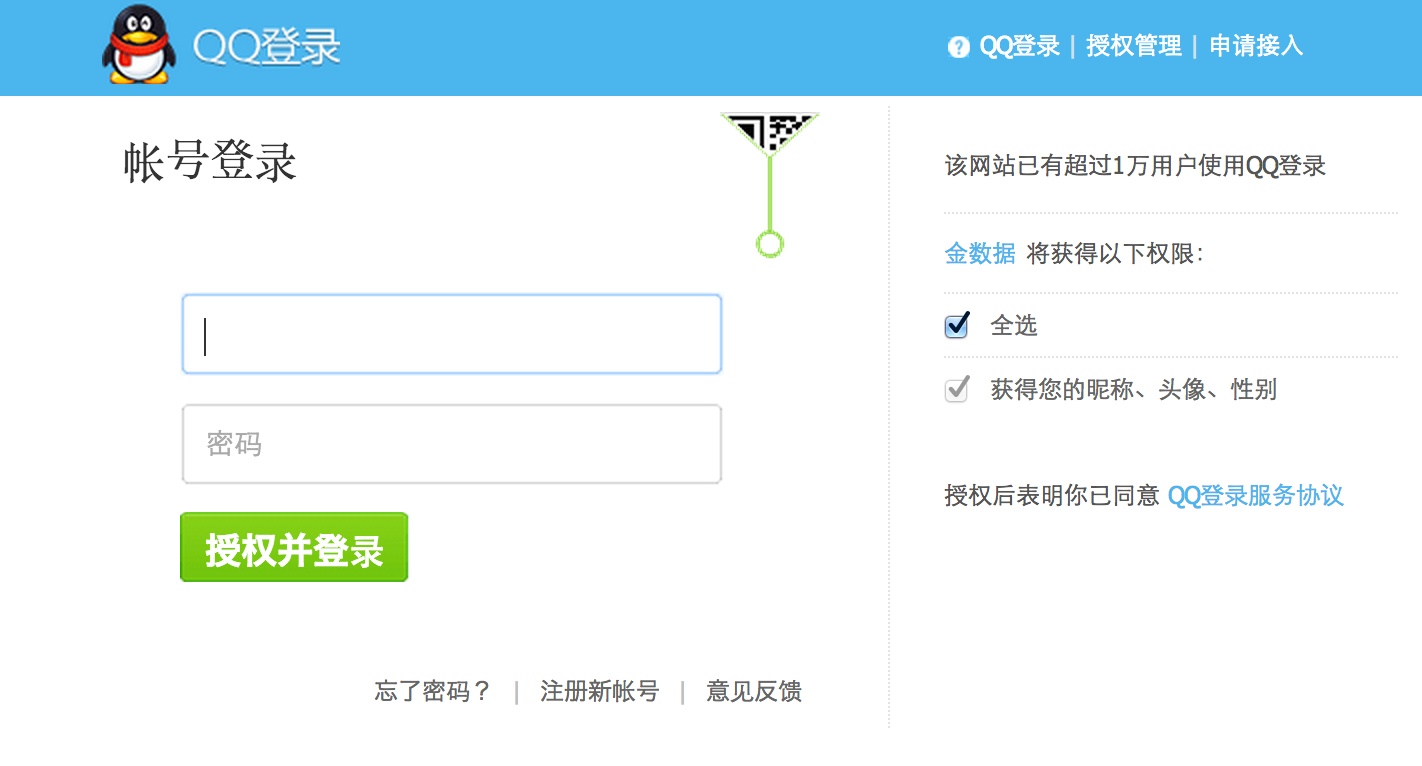 QQ登录
QQ登录 | 授权管理 | 申请接入
帐号登录
密码
授权并登录
忘了密码？ | 注册新帐号 | 意见反馈
该网站已有超过1万用户使用QQ登录
金数据 将获得以下权限：
全选
获得您的昵称、头像、性别
授权后表明你已同意 QQ登录服务协议